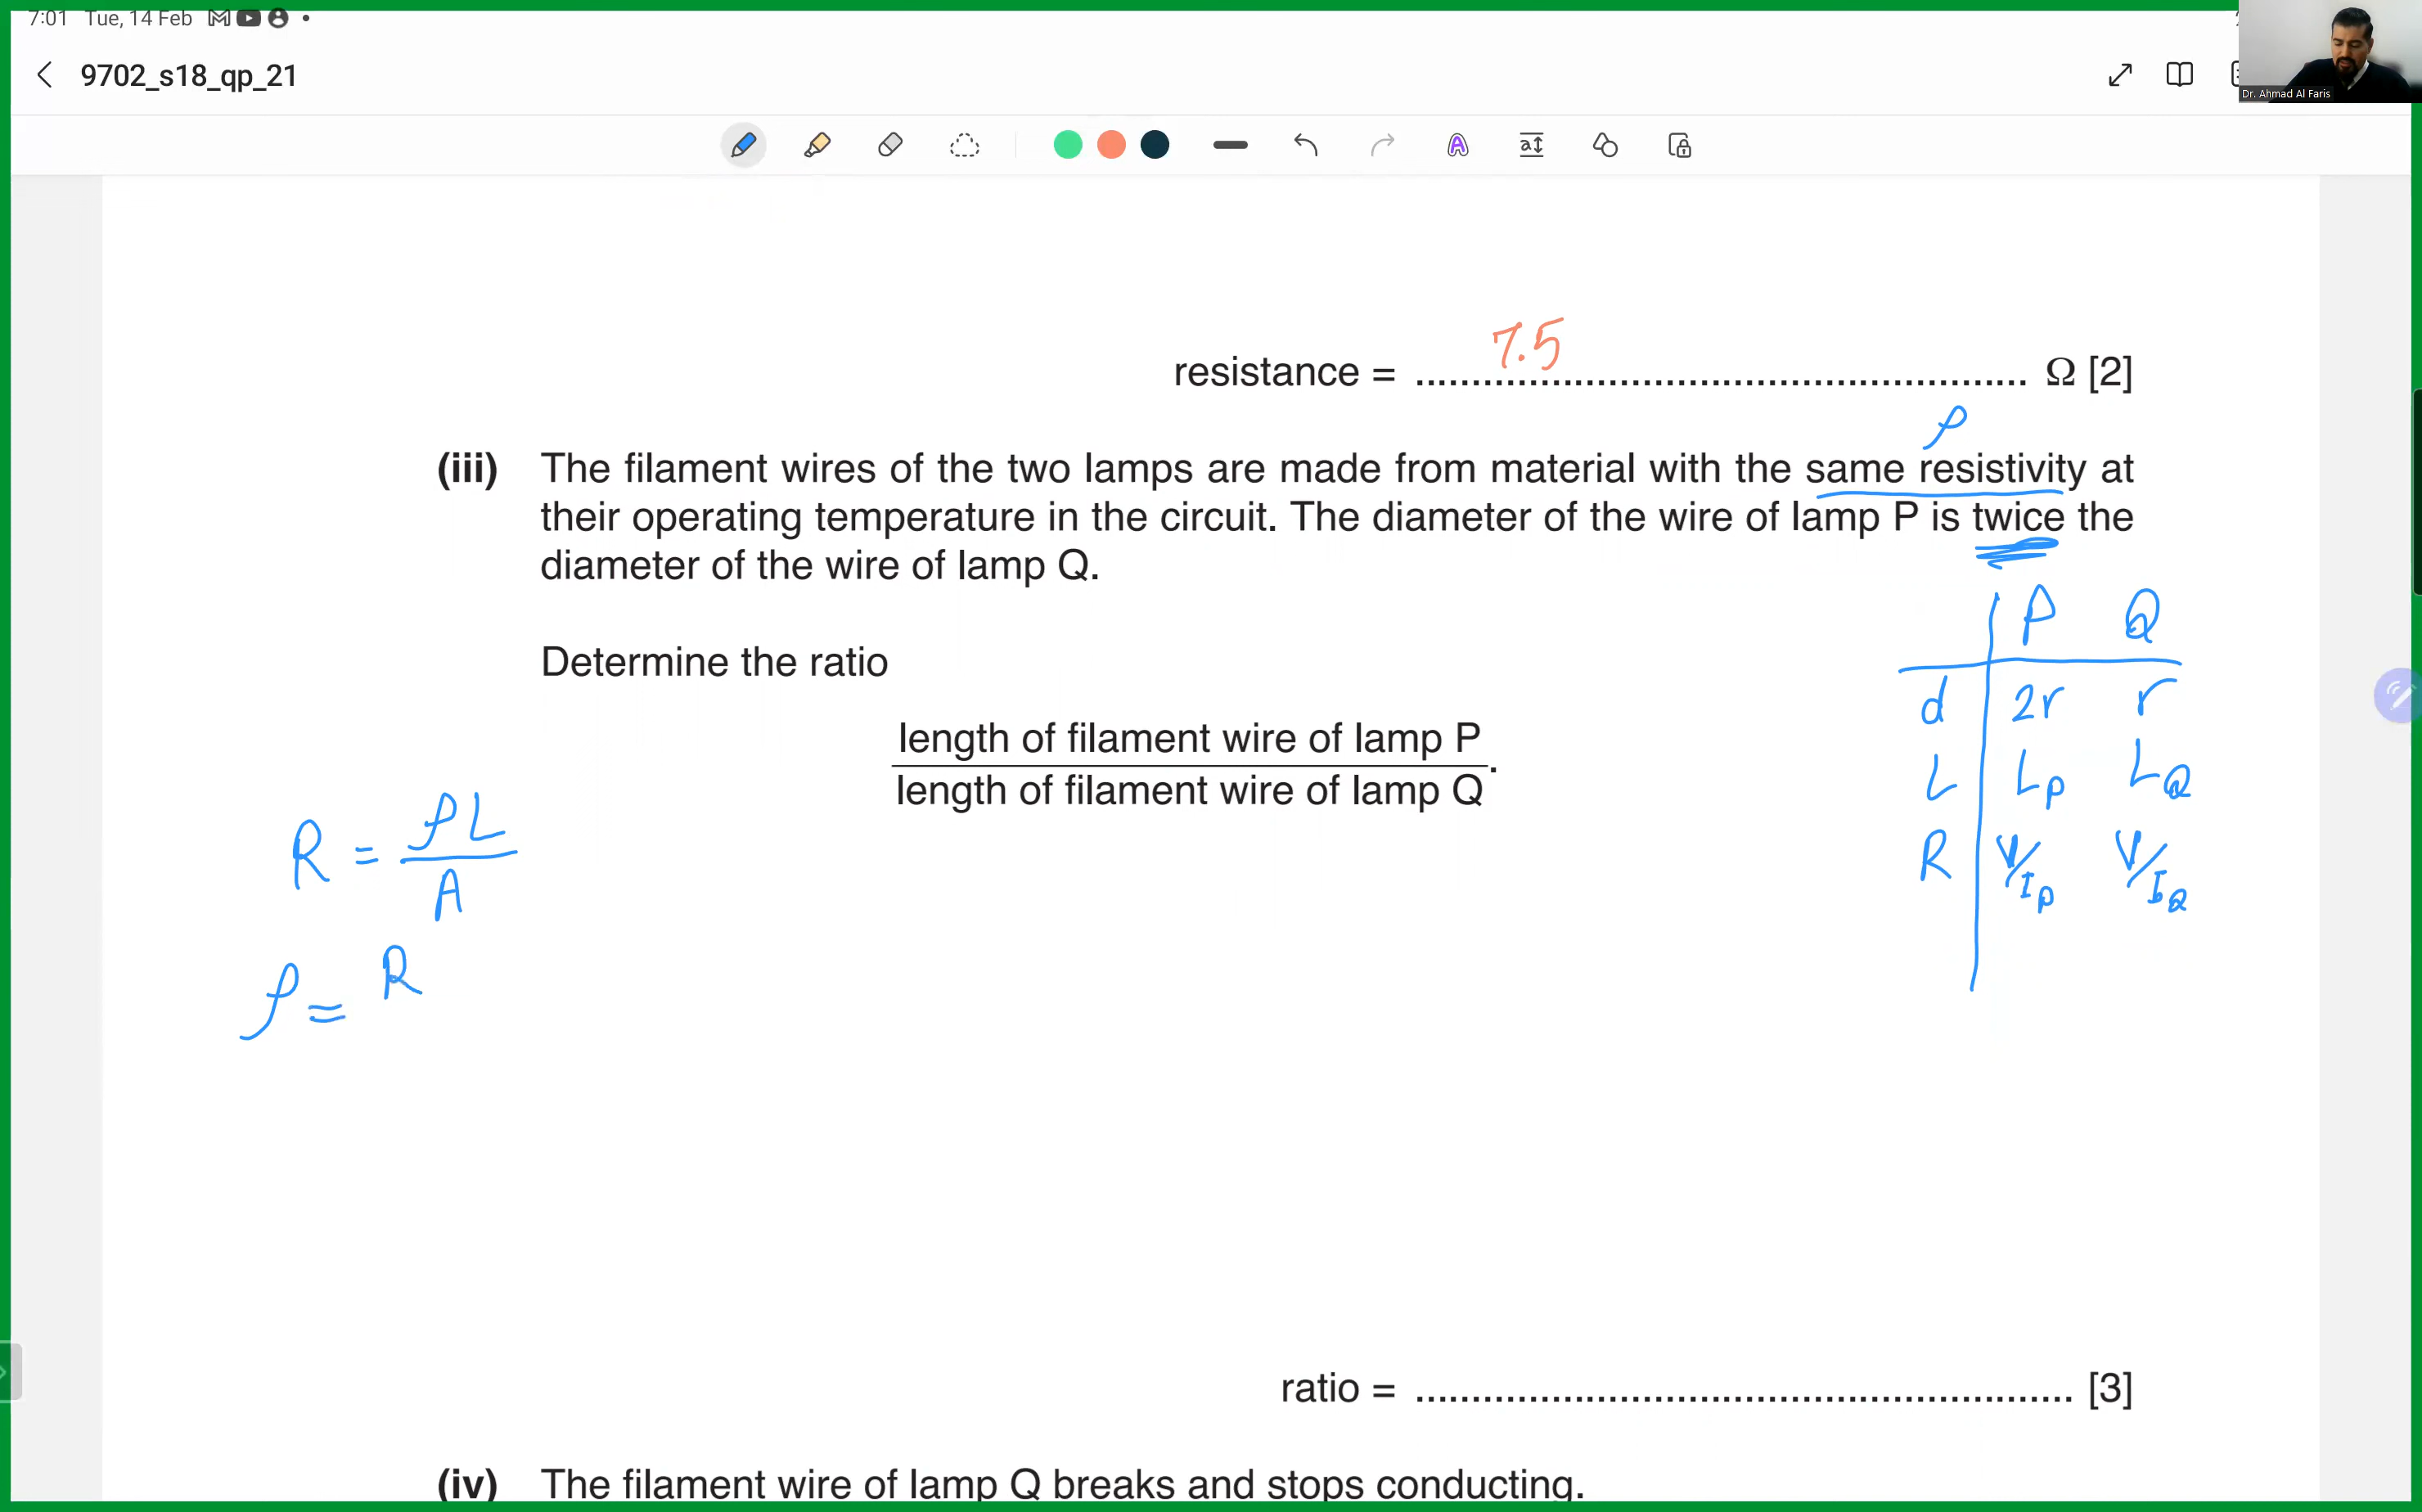 7:01 Tue, 14 Feb
9702_s18_qp_21
Dr. Ahmad Al Faris
7.5
resistance = ........................................................ Ω [2]
ρ
(iii) The filament wires of the two lamps are made from material with the same resistivity at
their operating temperature in the circuit. The diameter of the wire of lamp P is twice the
diameter of the wire of lamp Q.
P Q
Determine the ratio
d 2r r
length of filament wire of lamp P
length of filament wire of lamp Q.
L L_P L_Q
R = ρL/A
R V/I_P V/I_Q
ρ = R
ratio = ............................................................ [3]
(iv) The filament wire of lamp Q breaks and stops conducting.